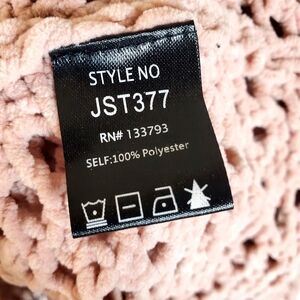 STYLE NO
JST377
RN# 133793
SELF:100% Polyester